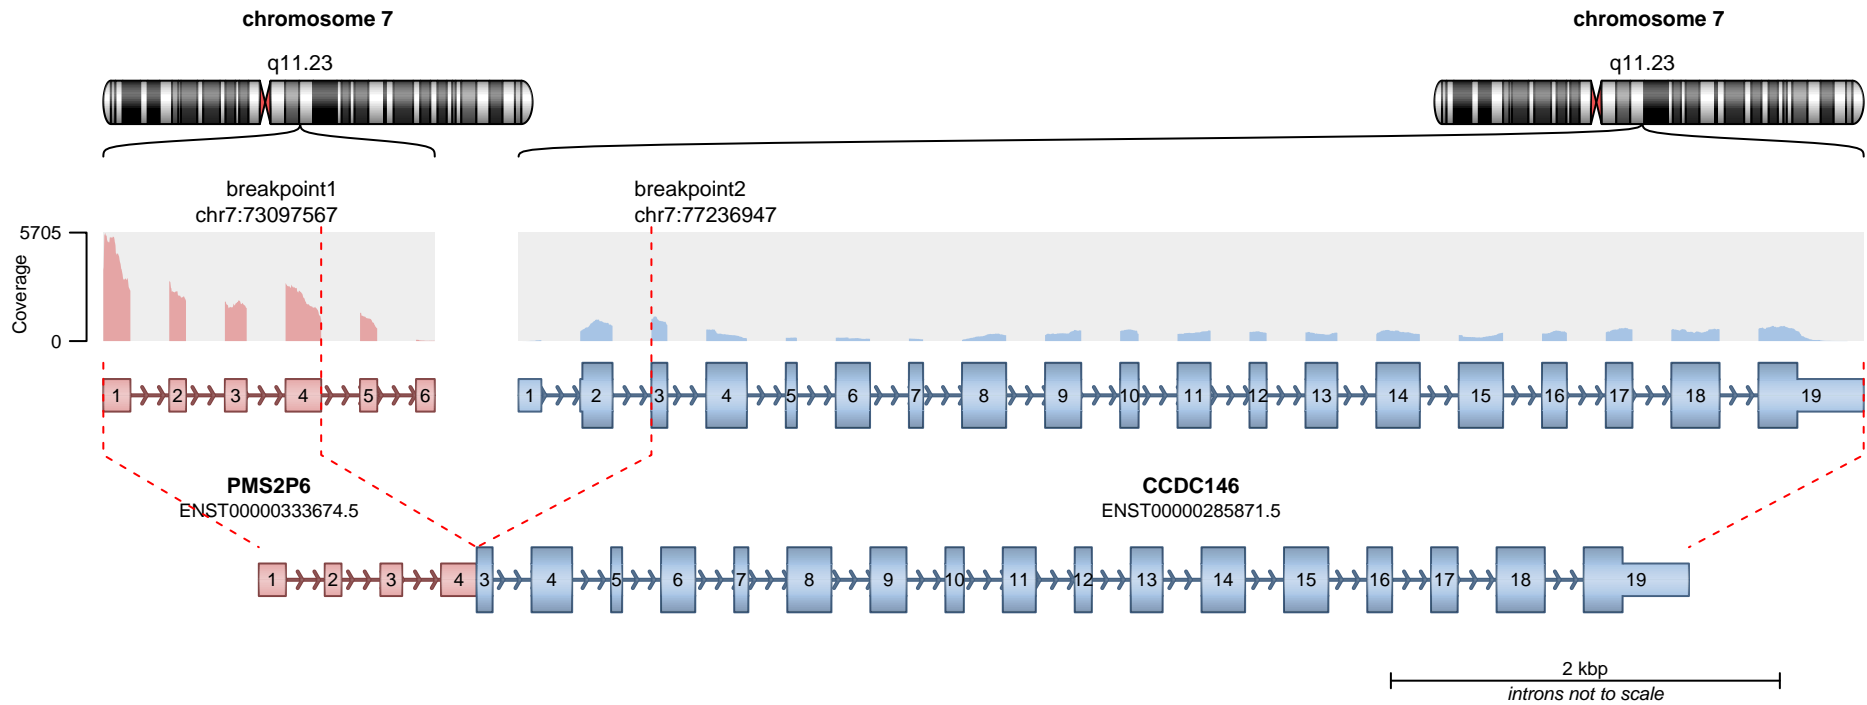 chromosome 7
chromosome 7
q11.23
q11.23
breakpoint1
chr7:73097567
breakpoint2
chr7:77236947
5705
Coverage
0
1 2 3 4 5 6
1 2 3 4 5 6 7 8 9 10 11 12 13 14 15 16 17 18 19
PMS2P6
ENST00000333674.5
CCDC146
ENST00000285871.5
1 2 3 4 3 4 5 6 7 8 9 10 11 12 13 14 15 16 17 18 19
2 kbp
introns not to scale